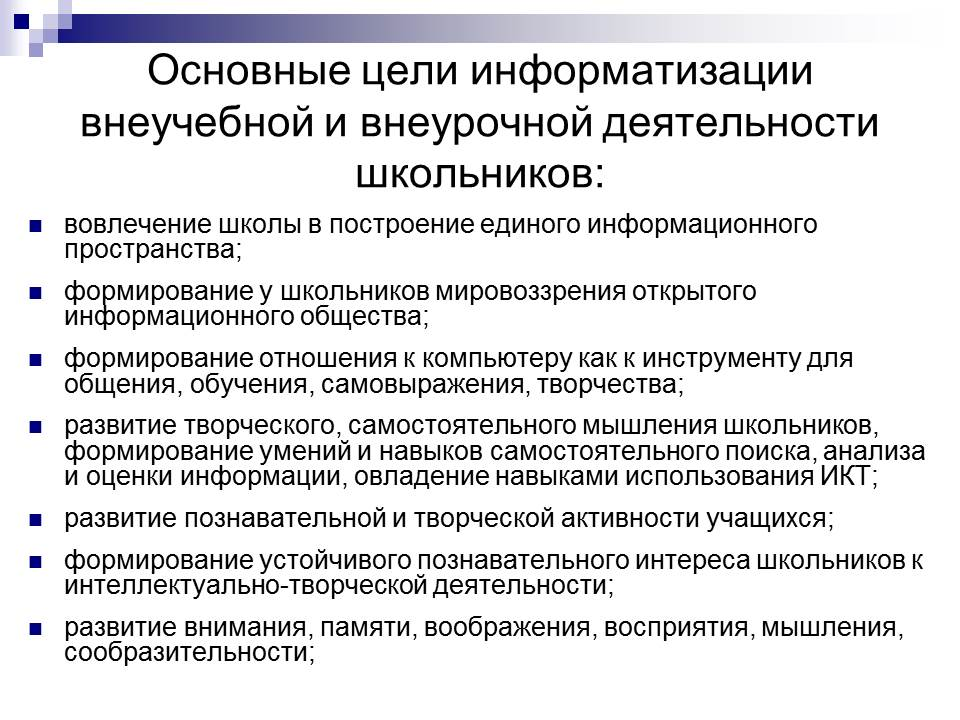 Основные цели информатизации
внеучебной и внеурочной деятельности
школьников:
вовлечение школы в построение единого информационного
пространства;
формирование у школьников мировоззрения открытого
информационного общества;
формирование отношения к компьютеру как к инструменту для
общения, обучения, самовыражения, творчества;
развитие творческого, самостоятельного мышления школьников,
формирование умений и навыков самостоятельного поиска, анализа
и оценки информации, овладение навыками использования ИКТ;
развитие познавательной и творческой активности учащихся;
формирование устойчивого познавательного интереса школьников к
интеллектуально-творческой деятельности;
развитие внимания, памяти, воображения, восприятия, мышления,
сообразительности;